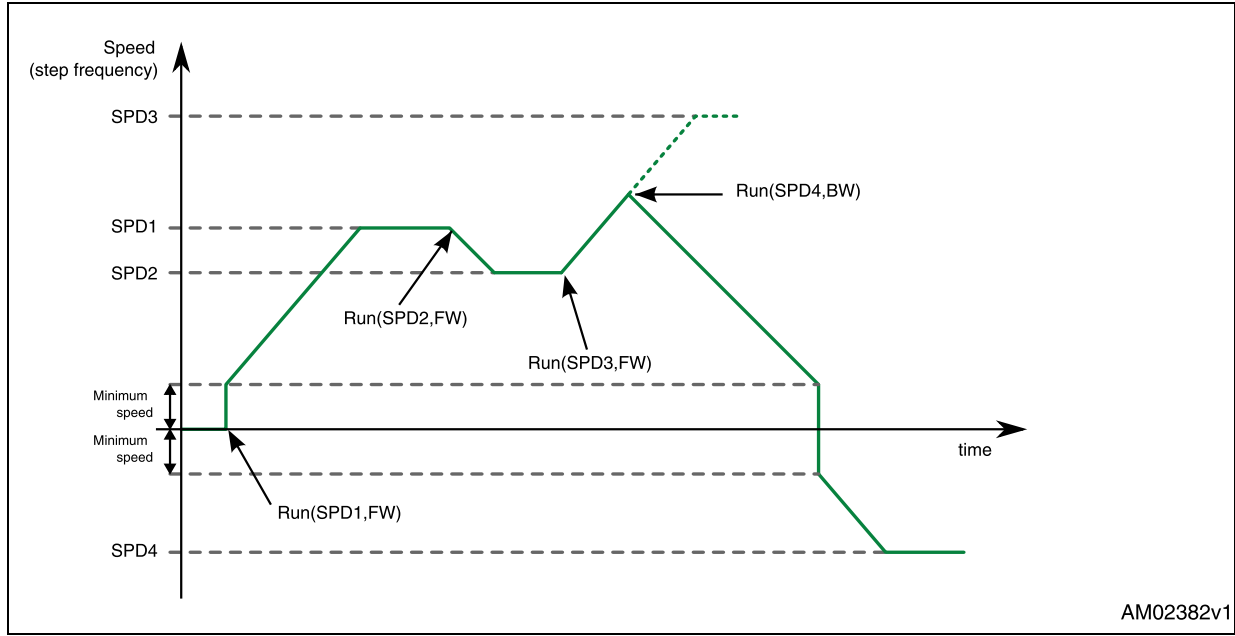 Speed
(step frequency)
SPD3
Run(SPD4,BW)
SPD1
SPD2
Run(SPD2,FW)
Run(SPD3,FW)
Minimum
speed
Minimum
speed
time
Run(SPD1,FW)
SPD4
AM02382v1